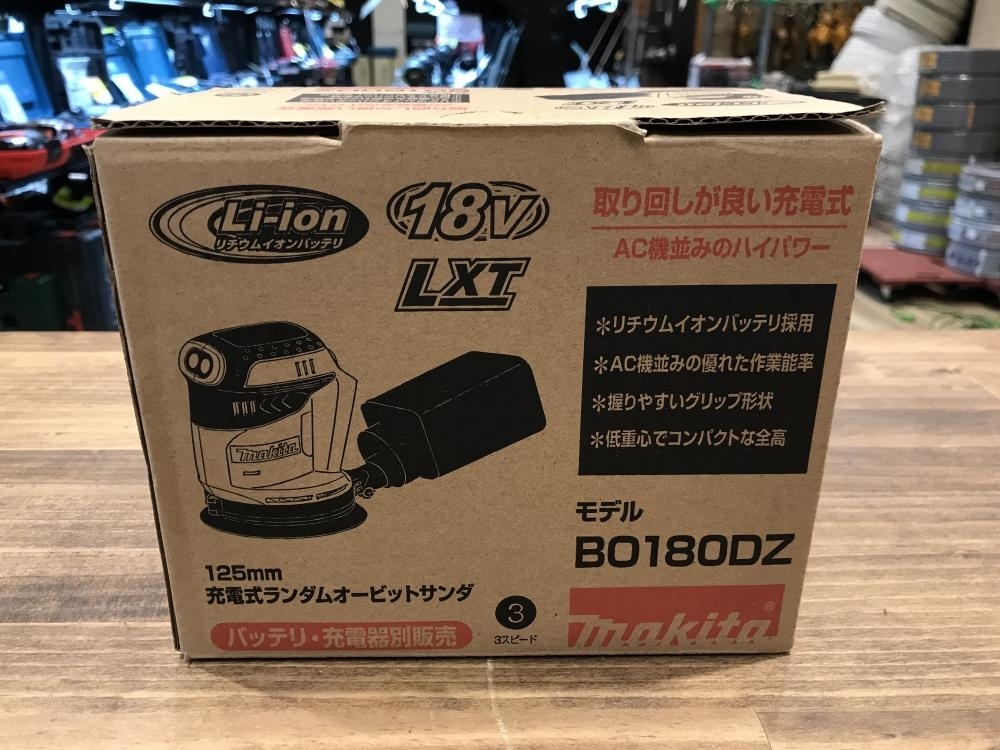 Li-ion
リチウムイオンバッテリ
18V
LXT
取り回しが良い充電式
AC機並みのハイパワー
＊リチウムイオンバッテリ採用
＊AC機並みの優れた作業能率
＊握りやすいグリップ形状
＊低重心でコンパクトな全高
makita
モデル
BO180DZ
125mm
充電式ランダムオービットサンダ
バッテリ・充電器別販売
3
3スピード
makita®